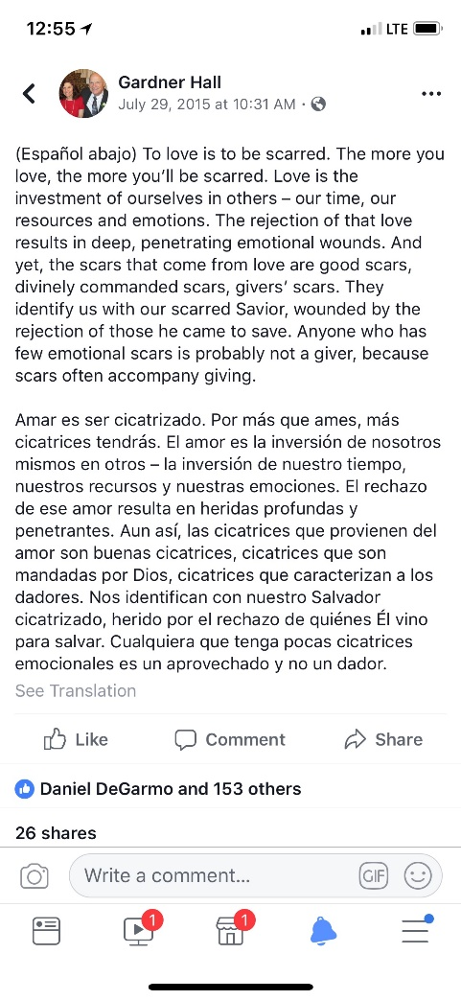 12:55
LTE
Gardner Hall
July 29, 2015 at 10:31 AM ·
(Español abajo) To love is to be scarred. The more you
love, the more you’ll be scarred. Love is the
investment of ourselves in others – our time, our
resources and emotions. The rejection of that love
results in deep, penetrating emotional wounds. And
yet, the scars that come from love are good scars,
divinely commanded scars, givers’ scars. They
identify us with our scarred Savior, wounded by the
rejection of those he came to save. Anyone who has
few emotional scars is probably not a giver, because
scars often accompany giving.
Amar es ser cicatrizado. Por más que ames, más
cicatrices tendrás. El amor es la inversión de nosotros
mismos en otros – la inversión de nuestro tiempo,
nuestros recursos y nuestras emociones. El rechazo
de ese amor resulta en heridas profundas y
penetrantes. Aun así, las cicatrices que provienen del
amor son buenas cicatrices, cicatrices que son
mandadas por Dios, cicatrices que caracterizan a los
dadores. Nos identifican con nuestro Salvador
cicatrizado, herido por el rechazo de quiénes Él vino
para salvar. Cualquiera que tenga pocas cicatrices
emocionales es un aprovechado y no un dador.
See Translation
Like Comment Share
Daniel DeGarmo and 153 others
26 shares
Write a comment... GIF
1 1